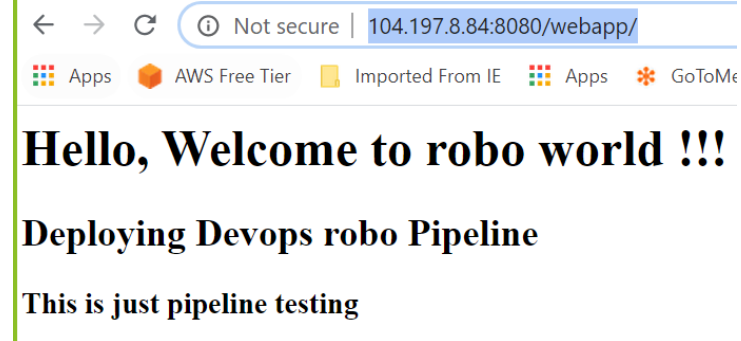 Not secure | 104.197.8.84:8080/webapp/
Apps AWS Free Tier Imported From IE Apps GoToMe
Hello, Welcome to robo world !!!
Deploying Devops robo Pipeline
This is just pipeline testing